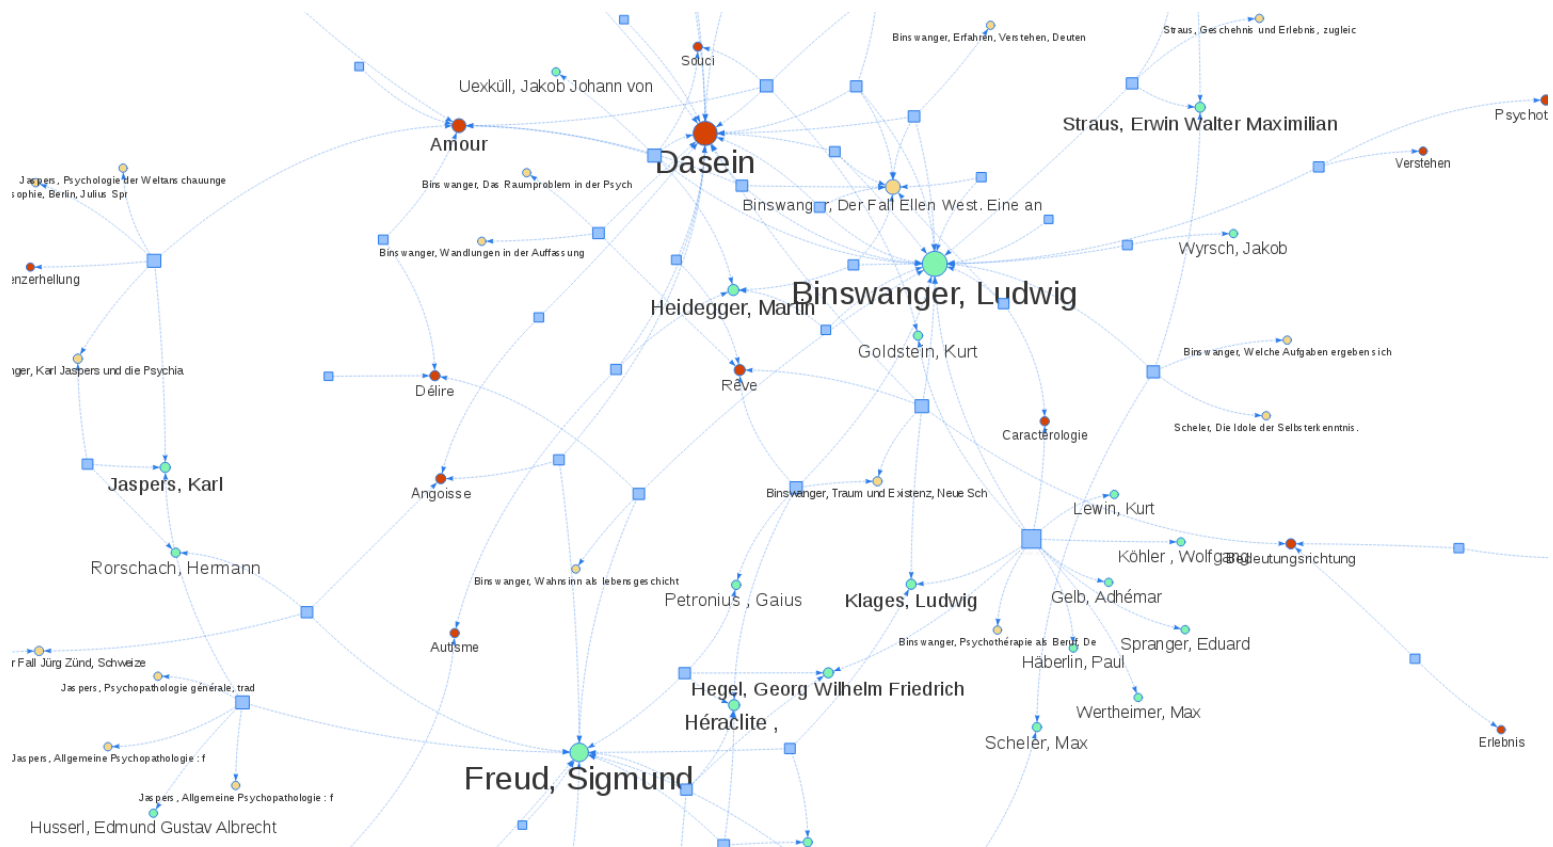 Straus, Geschehnis und Erlebnis, zugleic
Binswanger, Erfahren, Verstehen, Deuten
Souci
Uexküll, Jakob Johann von
Psychot
Straus, Erwin Walter Maximilian
Amour
Dasein
Verstehen
Jaspers, Psychologie der Weltanschauunge
sophie, Berlin, Julius Spr
Binswanger, Das Raumproblem in der Psych
Binswanger, Der Fall Ellen West. Eine an
Wyrsch, Jakob
Binswanger, Wandlungen in der Auffassung
enzerhellung
Binswanger, Ludwig
Heidegger, Martin
Goldstein, Kurt
Binswanger, Welche Aufgaben ergeben sich
nger, Karl Jaspers und die Psychia
Rêve
Délire
Scheler, Die Idole der Selbsterkenntnis.
Caractérologie
Jaspers, Karl
Angoisse
Binswanger, Traum und Existenz, Neue Sch
Lewin, Kurt
Köhler , Wolfgang
Bedeutungsrichtung
Rorschach, Hermann
Binswanger, Wahnsinn als lebensgeschicht
Petronius , Gaius
Klages, Ludwig
Gelb, Adhémar
Binswanger, Psychothérapie als Beruf, De
Spranger, Eduard
Autisme
r Fall Jürg Zünd, Schweize
Häberlin, Paul
Jaspers, Psychopathologie générale, trad
Hegel, Georg Wilhelm Friedrich
Wertheimer, Max
Héraclite ,
Scheler, Max
Erlebnis
Jaspers, Allgemeine Psychopathologie : f
Freud, Sigmund
Jaspers, Allgemeine Psychopathologie : f
Husserl, Edmund Gustav Albrecht